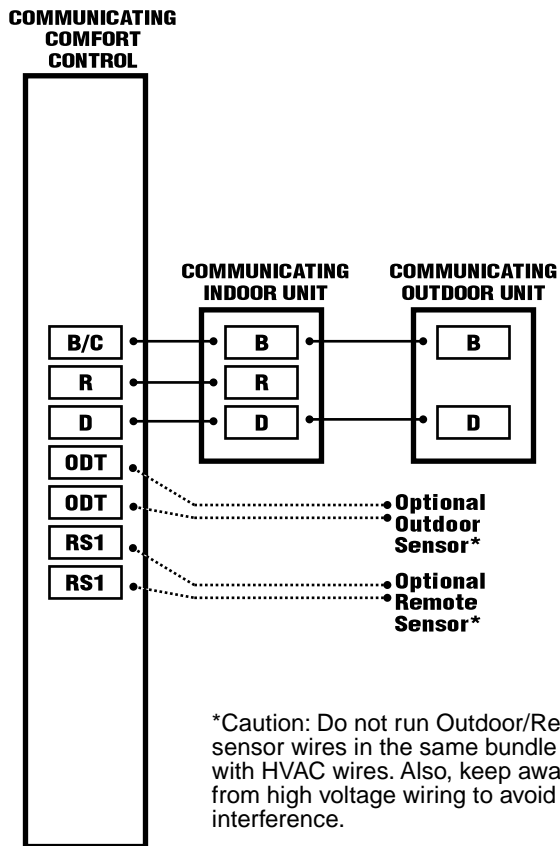 COMMUNICATING
COMFORT
CONTROL
COMMUNICATING
INDOOR UNIT
COMMUNICATING
OUTDOOR UNIT
B/C
B
B
R
R
D
D
D
ODT
ODT
RS1
RS1
Optional
Outdoor
Sensor*
Optional
Remote
Sensor*
*Caution: Do not run Outdoor/Re
sensor wires in the same bundle
with HVAC wires. Also, keep awa
from high voltage wiring to avoid
interference.